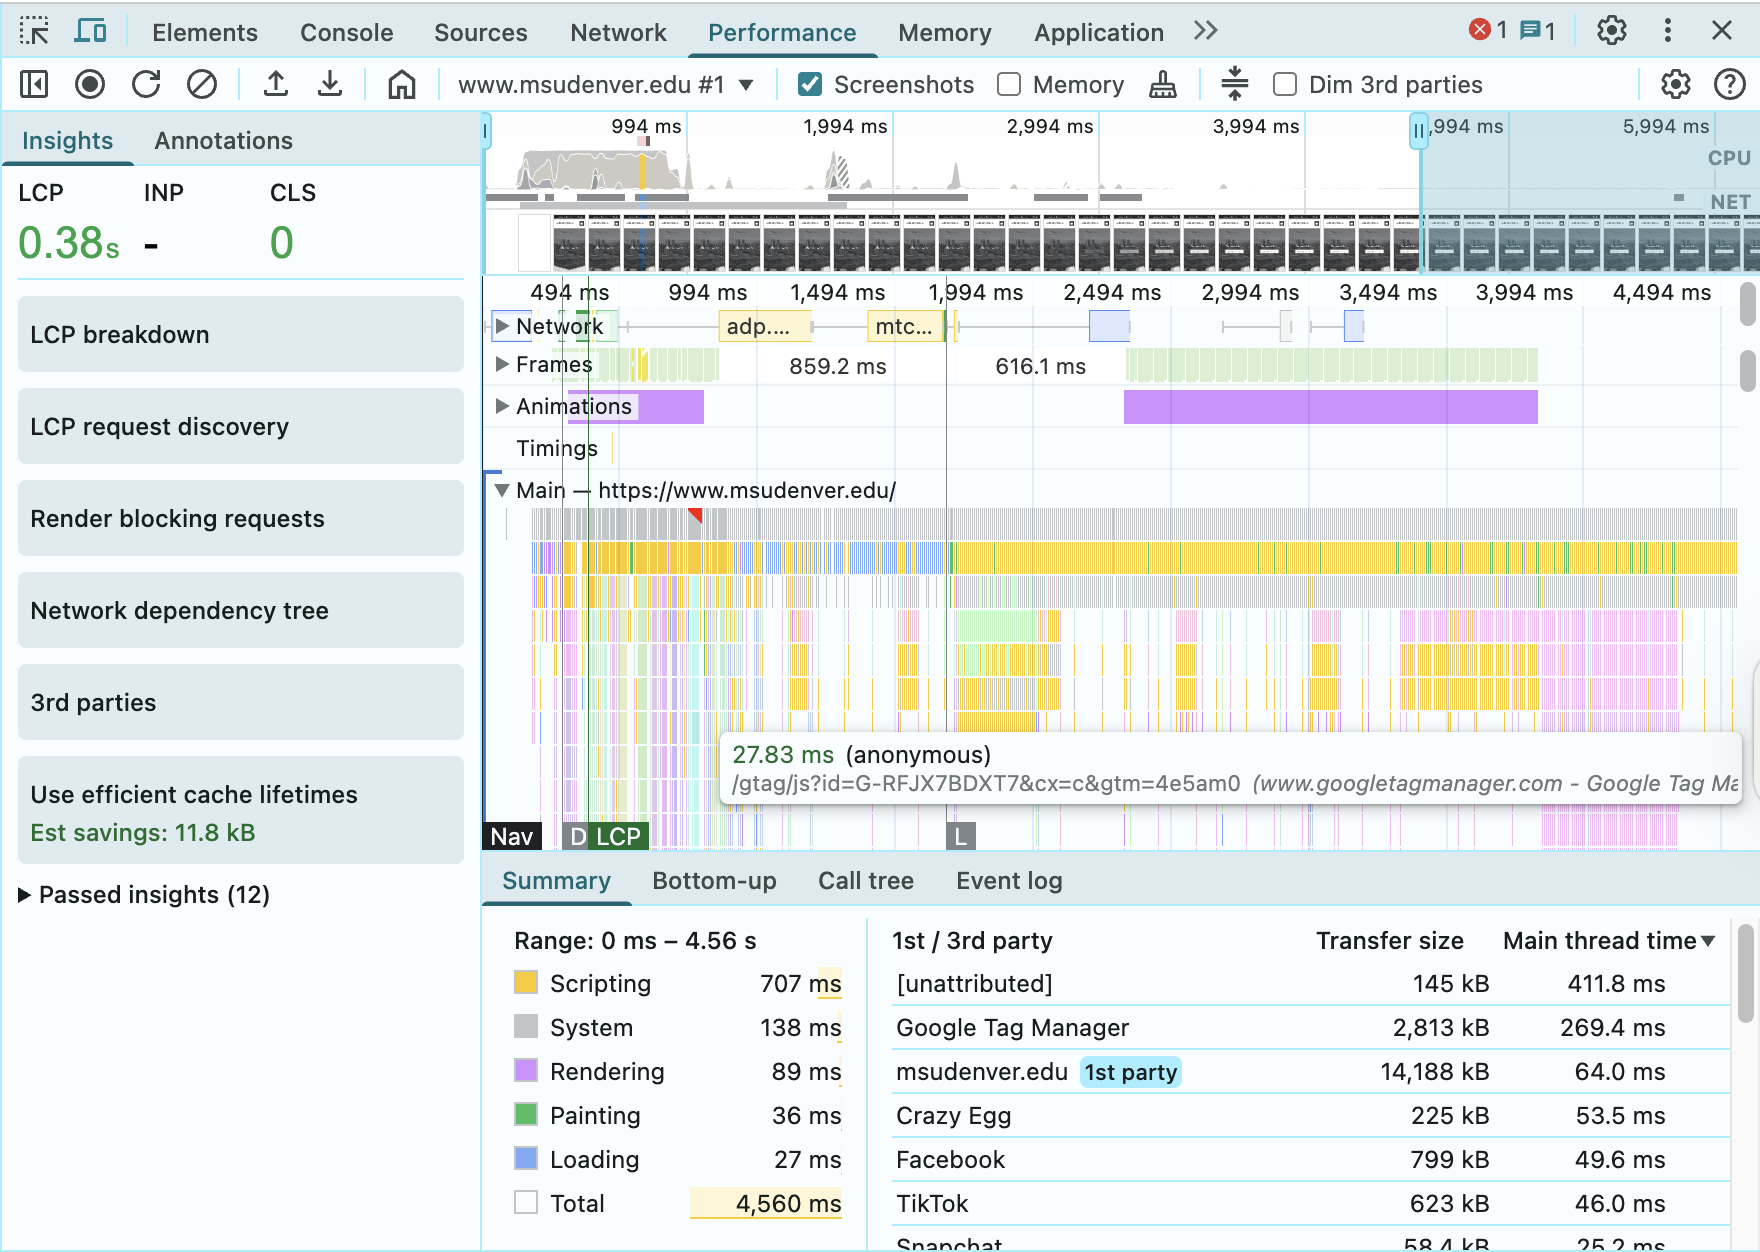 Elements Console Sources Network Performance Memory Application 1 1
www.msudenver.edu #1 Screenshots Memory Dim 3rd parties
Insights Annotations
LCP INP CLS
0.38s - 0
LCP breakdown
LCP request discovery
Render blocking requests
Network dependency tree
3rd parties
Use efficient cache lifetimes
Est savings: 11.8 kB
Passed insights (12)
994 ms 1,994 ms 2,994 ms 3,994 ms ,994 ms 5,994 ms
CPU
NET
494 ms 994 ms 1,494 ms 1,994 ms 2,494 ms 2,994 ms 3,494 ms 3,994 ms 4,494 ms
Network adp.... mtc...
Frames 859.2 ms 616.1 ms
Animations
Timings
Main — https://www.msudenver.edu/
27.83 ms (anonymous)
/gtag/js?id=G-RFJX7BDXT7&cx=c&gtm=4e5am0 (www.googletagmanager.com - Google Tag Ma
Nav D LCP L
Summary Bottom-up Call tree Event log
Range: 0 ms – 4.56 s
Scripting 707 ms
System 138 ms
Rendering 89 ms
Painting 36 ms
Loading 27 ms
Total 4,560 ms
1st / 3rd party Transfer size Main thread time
[unattributed] 145 kB 411.8 ms
Google Tag Manager 2,813 kB 269.4 ms
msudenver.edu 1st party 14,188 kB 64.0 ms
Crazy Egg 225 kB 53.5 ms
Facebook 799 kB 49.6 ms
TikTok 623 kB 46.0 ms
Snapchat 58.4 kB 25.2 ms